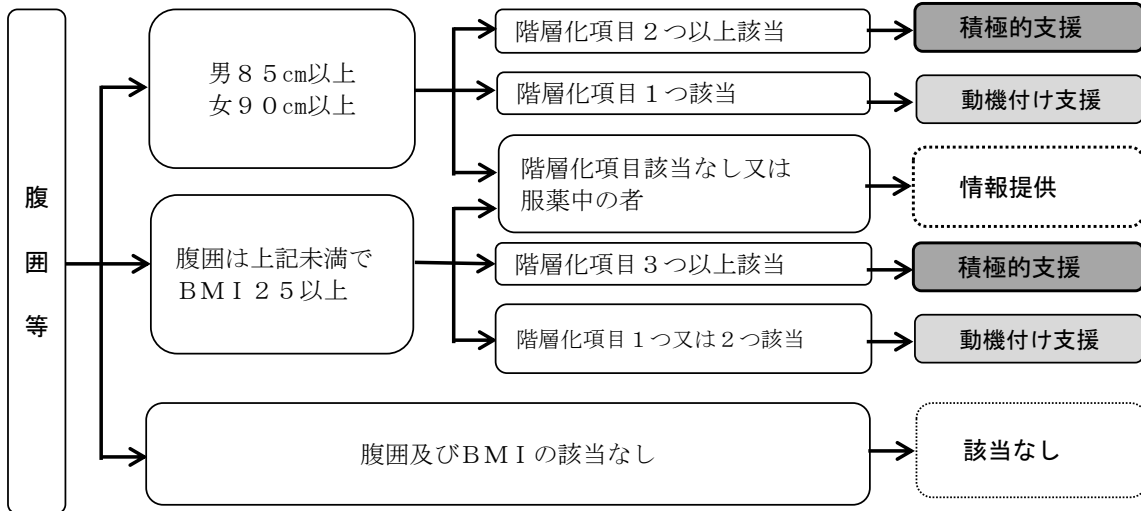 腹囲等
男８５㎝以上
女９０㎝以上
階層化項目２つ以上該当
積極的支援
階層化項目１つ該当
動機付け支援
階層化項目該当なし又は
服薬中の者
情報提供
腹囲は上記未満で
ＢＭＩ２５以上
階層化項目３つ以上該当
積極的支援
階層化項目１つ又は２つ該当
動機付け支援
腹囲及びＢＭＩの該当なし
該当なし